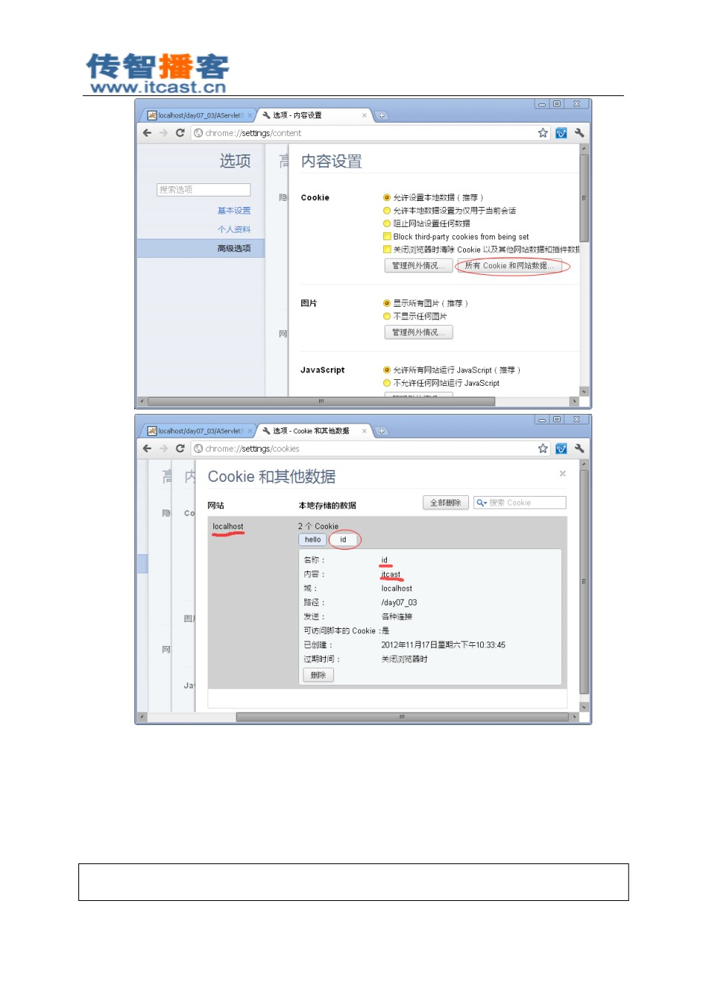 传智播客
www.itcast.cn
localhost/day07_03/AServlet?
选项 - 内容设置
chrome://settings/content
选项
高
内容设置
搜索选项
隐
Cookie
允许设置本地数据（推荐）
基本设置
允许本地数据设置为仅用于当前会话
阻止网站设置任何数据
个人资料
Block third-party cookies from being set
高级选项
关闭浏览器时清除 Cookie 以及其他网站数据和插件数据
管理例外情况...
所有 Cookie 和网站数据...
图片
显示所有图片（推荐）
不显示任何图片
网
管理例外情况...
JavaScript
允许所有网站运行 JavaScript（推荐）
不允许任何网站运行 JavaScript
管理例外情况...
localhost/day07_03/AServlet?
选项 - Cookie 和其他数据
chrome://settings/cookies
高
内
Cookie 和其他数据
网站
本地存储的数据
全部删除
搜索 Cookie
隐
Co
localhost
2 个 Cookie
hello
id
名称：
id
内容：
itcast
域：
localhost
路径：
/day07_03
发送：
各种连接
图片
可访问脚本的 Cookie：是
已创建：
2012年11月17日星期六下午10:33:45
网
过期时间：
关闭浏览器时
删除
Ja